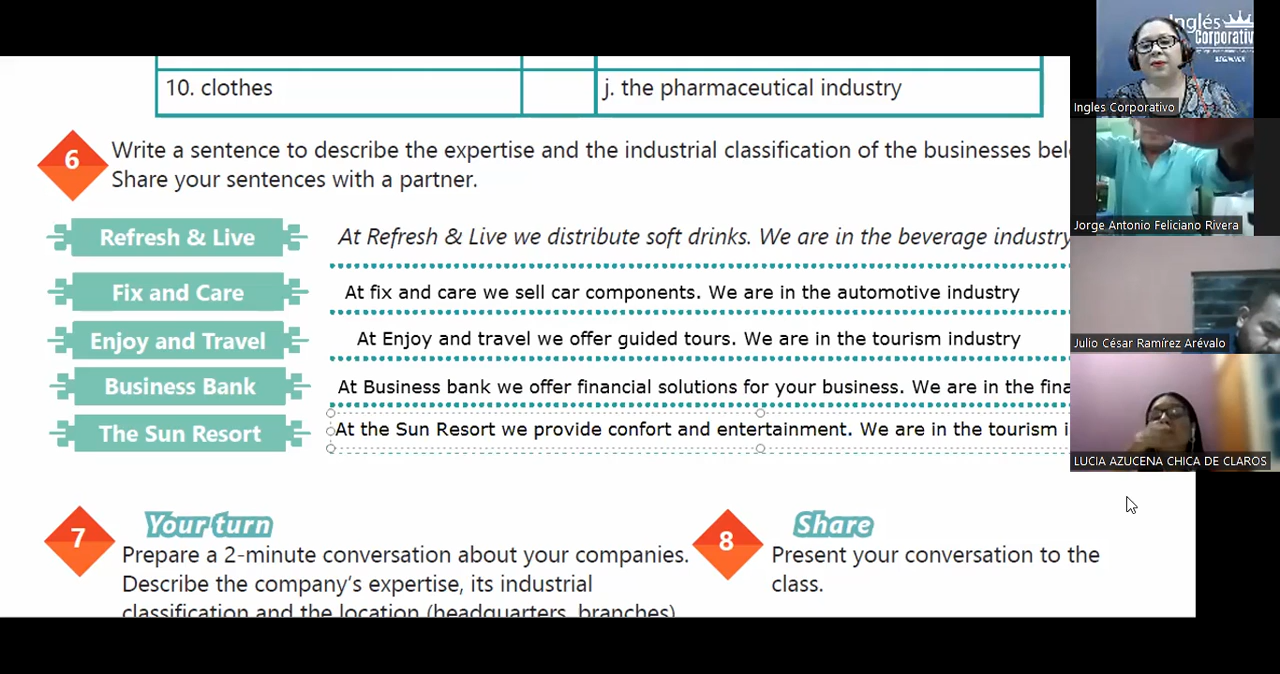 10. clothes
j. the pharmaceutical industry
6
Write a sentence to describe the expertise and the industrial classification of the businesses
Share your sentences with a partner.
Refresh & Live
At Refresh & Live we distribute soft drinks. We are in the beverage industry
Fix and Care
At fix and care we sell car components. We are in the automotive industry
Enjoy and Travel
At Enjoy and travel we offer guided tours. We are in the tourism industry
Business Bank
At Business bank we offer financial solutions for your business. We are in the
The Sun Resort
At the Sun Resort we provide confort and entertainment. We are in the tourism
7
Your turn
Prepare a 2-minute conversation about your companies.
Describe the company's expertise, its industrial
classification and the location (headquarters, branches)
8
Share
Present your conversation to the
class.
Inglés
Corporativo
Ingles Corporativo
Jorge Antonio Feliciano Rivera
Julio César Ramírez Arévalo
LUCIA AZUCENA CHICA DE CLAROS